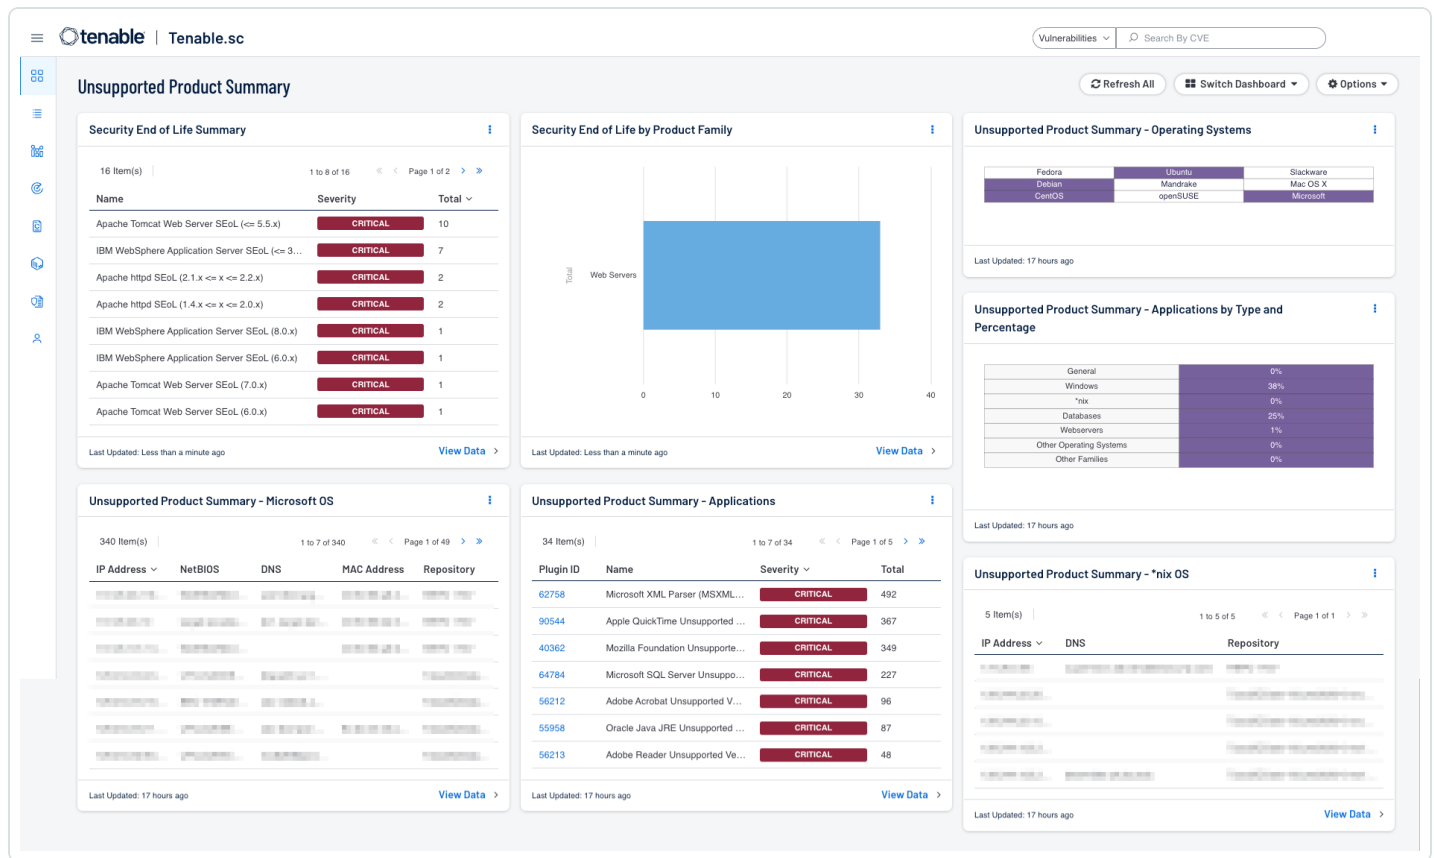 tenable | Tenable.sc
Vulnerabilities
Search By CVE
Unsupported Product Summary
Refresh All
Switch Dashboard
Options
Security End of Life Summary
16 Item(s)
1 to 8 of 16
Page 1 of 2
Name Severity Total
Apache Tomcat Web Server SEoL (<= 5.5.x) CRITICAL 10
IBM WebSphere Application Server SEoL (<= 3... CRITICAL 7
Apache httpd SEoL (2.1.x <= x <= 2.2.x) CRITICAL 2
Apache httpd SEoL (1.4.x <= x <= 2.0.x) CRITICAL 2
IBM WebSphere Application Server SEoL (8.0.x) CRITICAL 1
IBM WebSphere Application Server SEoL (6.0.x) CRITICAL 1
Apache Tomcat Web Server SEoL (7.0.x) CRITICAL 1
Apache Tomcat Web Server SEoL (6.0.x) CRITICAL 1
Last Updated: Less than a minute ago
View Data
Security End of Life by Product Family
Total
Web Servers
0 10 20 30 40
Last Updated: Less than a minute ago
View Data
Unsupported Product Summary - Operating Systems
Fedora Ubuntu Slackware
Debian Mandrake Mac OS X
CentOS openSUSE Microsoft
Last Updated: 17 hours ago
Unsupported Product Summary - Applications by Type and
Percentage
General 0%
Windows 38%
*nix 0%
Databases 25%
Webservers 1%
Other Operating Systems 0%
Other Families 0%
Last Updated: 17 hours ago
Unsupported Product Summary - Microsoft OS
340 Item(s)
1 to 7 of 340
Page 1 of 49
IP Address NetBIOS DNS MAC Address Repository
Last Updated: 17 hours ago
View Data
Unsupported Product Summary - Applications
34 Item(s)
1 to 7 of 34
Page 1 of 5
Plugin ID Name Severity Total
62758 Microsoft XML Parser (MSXML... CRITICAL 492
90544 Apple QuickTime Unsupported ... CRITICAL 367
40362 Mozilla Foundation Unsupporte... CRITICAL 349
64784 Microsoft SQL Server Unsuppo... CRITICAL 227
56212 Adobe Acrobat Unsupported V... CRITICAL 96
55958 Oracle Java JRE Unsupported ... CRITICAL 87
56213 Adobe Reader Unsupported Ve... CRITICAL 48
Last Updated: 17 hours ago
View Data
Unsupported Product Summary - *nix OS
5 Item(s)
1 to 5 of 5
Page 1 of 1
IP Address DNS Repository
Last Updated: 17 hours ago
View Data